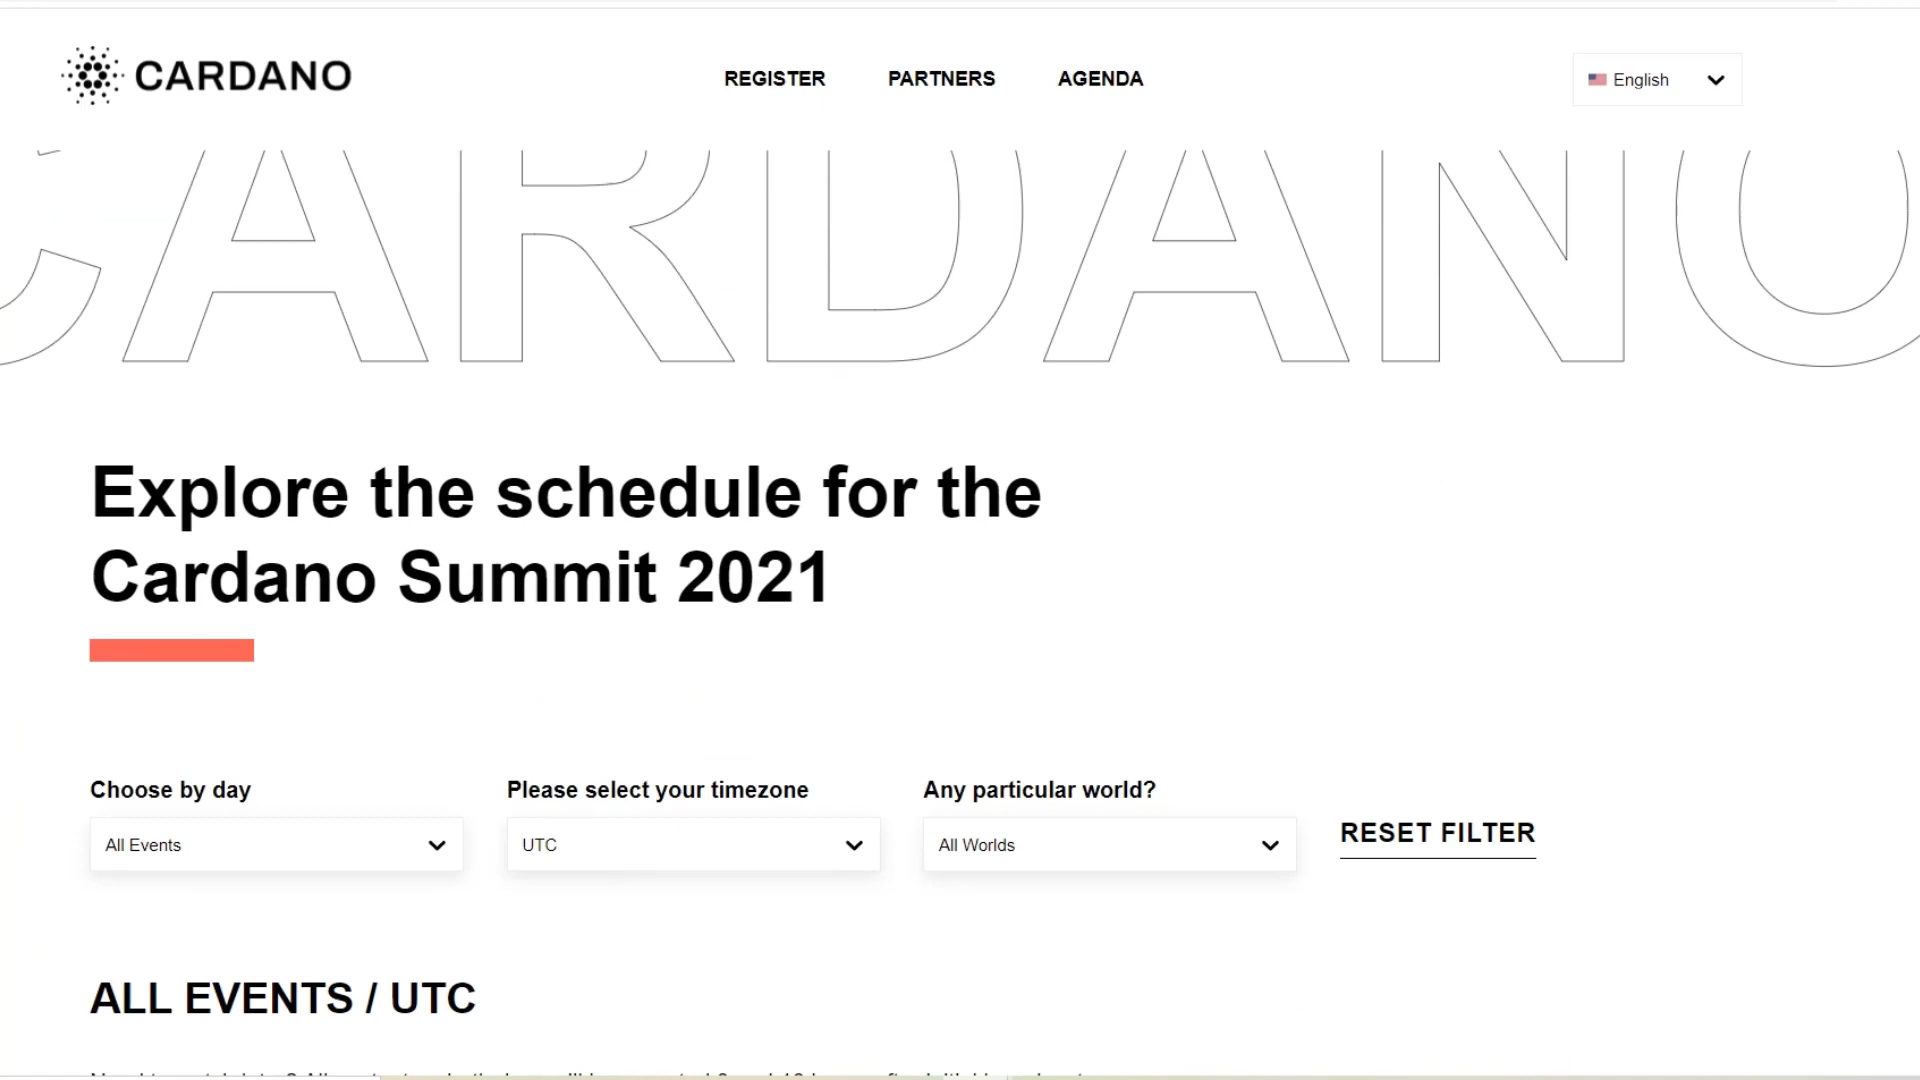 CARDANO
REGISTER PARTNERS AGENDA
English
CARDANO
Explore the schedule for the
Cardano Summit 2021
Choose by day
All Events
Please select your timezone
UTC
Any particular world?
All Worlds
RESET FILTER
ALL EVENTS / UTC